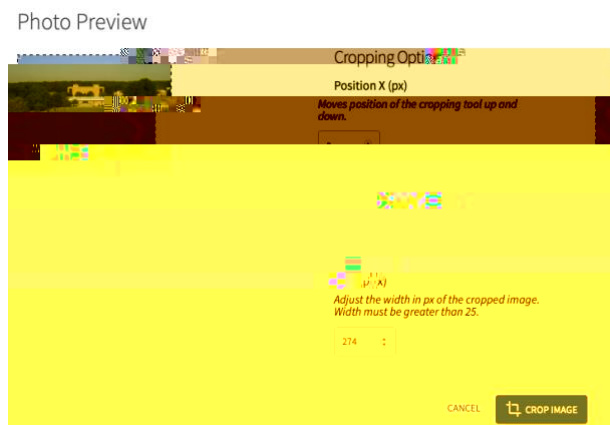 Photo Preview
Cropping
Position X (px)
Moves position of the cropping tool up and
down.
Adjust the width in px of the cropped image.
Width must be greater than 25.
274
CANCEL
CROP IMAGE